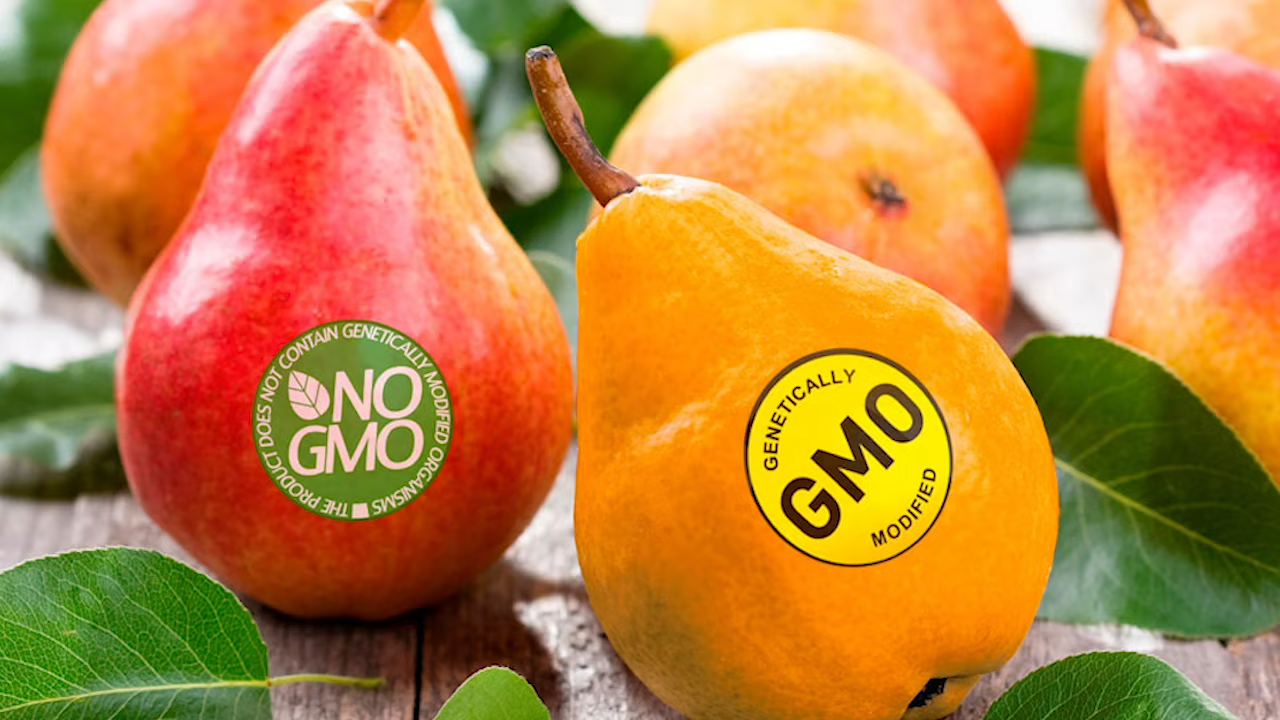 THE PRODUCT DOES NOT CONTAIN GENETICALLY MODIFIED ORGANISMS
NO
GMO
GENETICALLY
GMO
MODIFIED